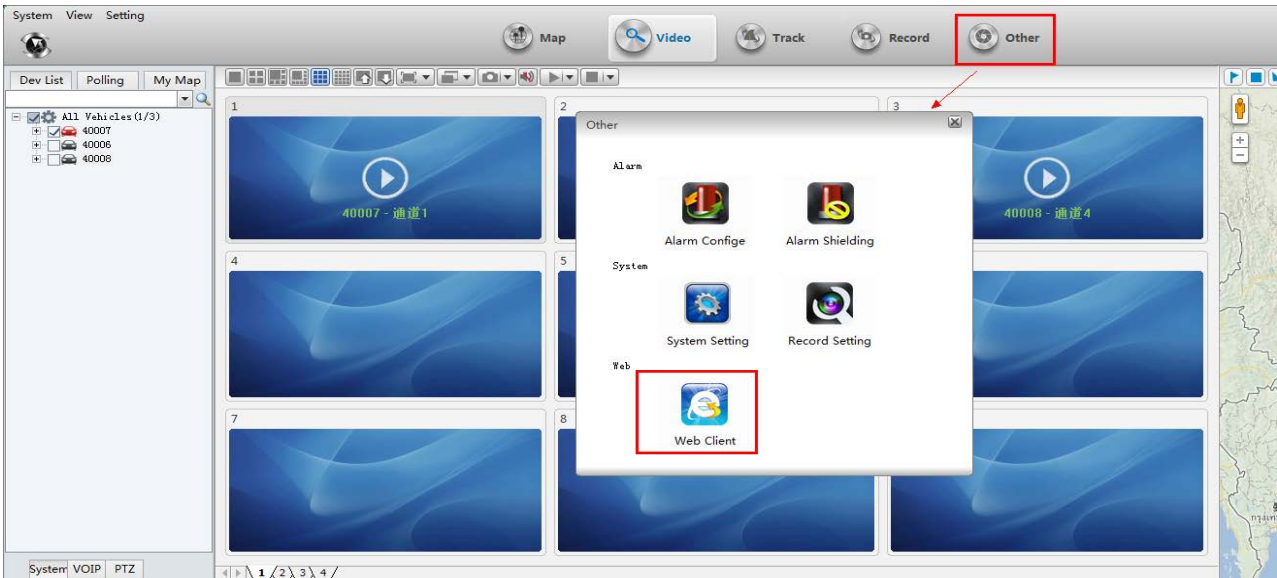 System View Setting
Map Video Track Record Other
Dev List Polling My Map
All Vehicles(1/3)
40007
40006
40008
1 2 3
40007 - 通道1
40008 - 通道4
4 5
7 8
Other
Alarm
Alarm Confige Alarm Shielding
System
System Setting Record Setting
Web
Web Client
System VOIP PTZ
1 2 3 4